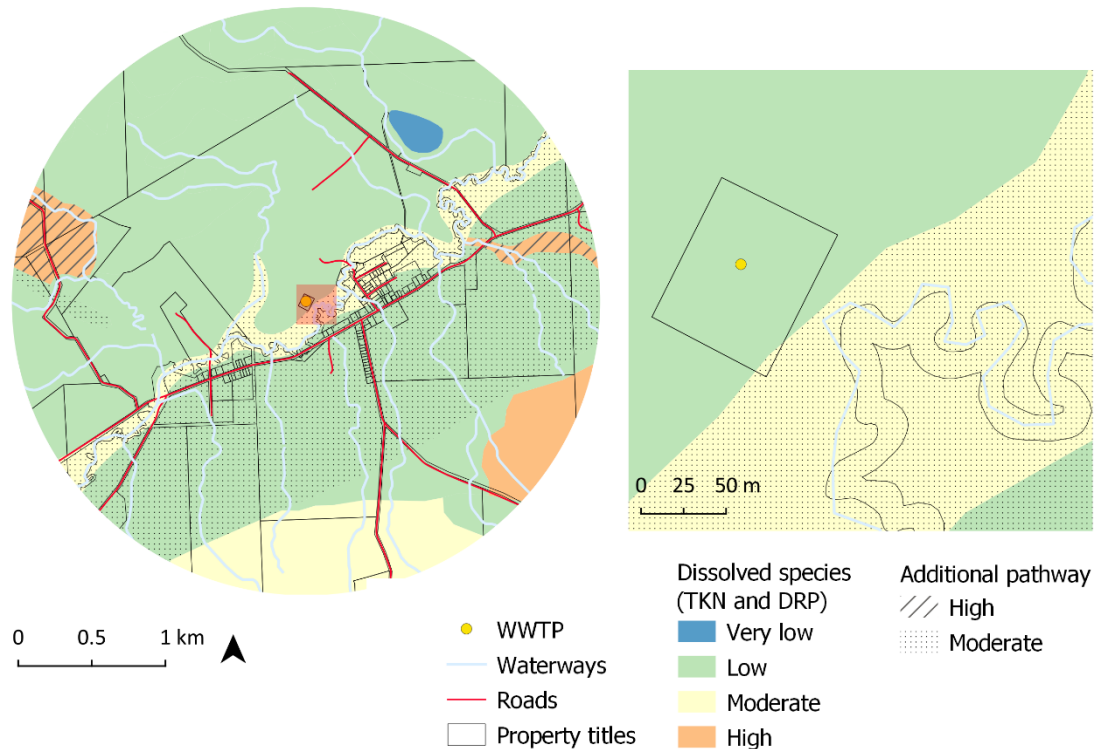 0 25 50 m
0 0.5 1 km
WWTP
Waterways
Roads
Property titles
Dissolved species
(TKN and DRP)
Very low
Low
Moderate
High
Additional pathway
High
Moderate